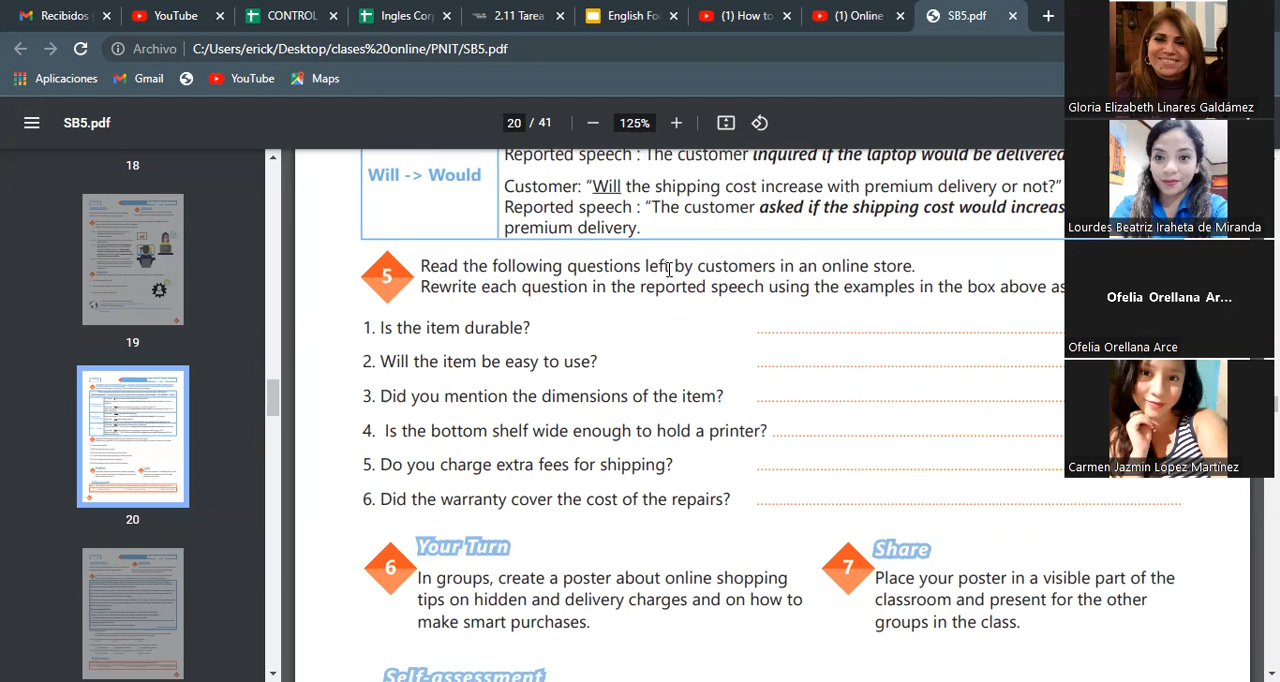 Recibidos
YouTube
CONTROL
Ingles Cor
2.11 Tarea
English Fo
(1) How to
(1) Online
SB5.pdf
Archivo
C:/Users/erick/Desktop/clases%20online/PNIT/SB5.pdf
Aplicaciones
Gmail
YouTube
Maps
SB5.pdf
20 / 41
125%
18
19
20
Will -> Would
Reported speech : The customer inquired if the laptop would be delivered
Customer: "Will the shipping cost increase with premium delivery or not?"
Reported speech : "The customer asked if the shipping cost would increas
premium delivery.
5
Read the following questions left by customers in an online store.
Rewrite each question in the reported speech using the examples in the box above as
1. Is the item durable?
2. Will the item be easy to use?
3. Did you mention the dimensions of the item?
4. Is the bottom shelf wide enough to hold a printer?
5. Do you charge extra fees for shipping?
6. Did the warranty cover the cost of the repairs?
6
Your Turn
In groups, create a poster about online shopping
tips on hidden and delivery charges and on how to
make smart purchases.
7
Share
Place your poster in a visible part of the
classroom and present for the other
groups in the class.
Self-assessment
Gloria Elizabeth Linares Galdámez
Lourdes Beatriz Iraheta de Miranda
Ofelia Orellana Ar...
Ofelia Orellana Arce
Carmen Jazmin López Martínez